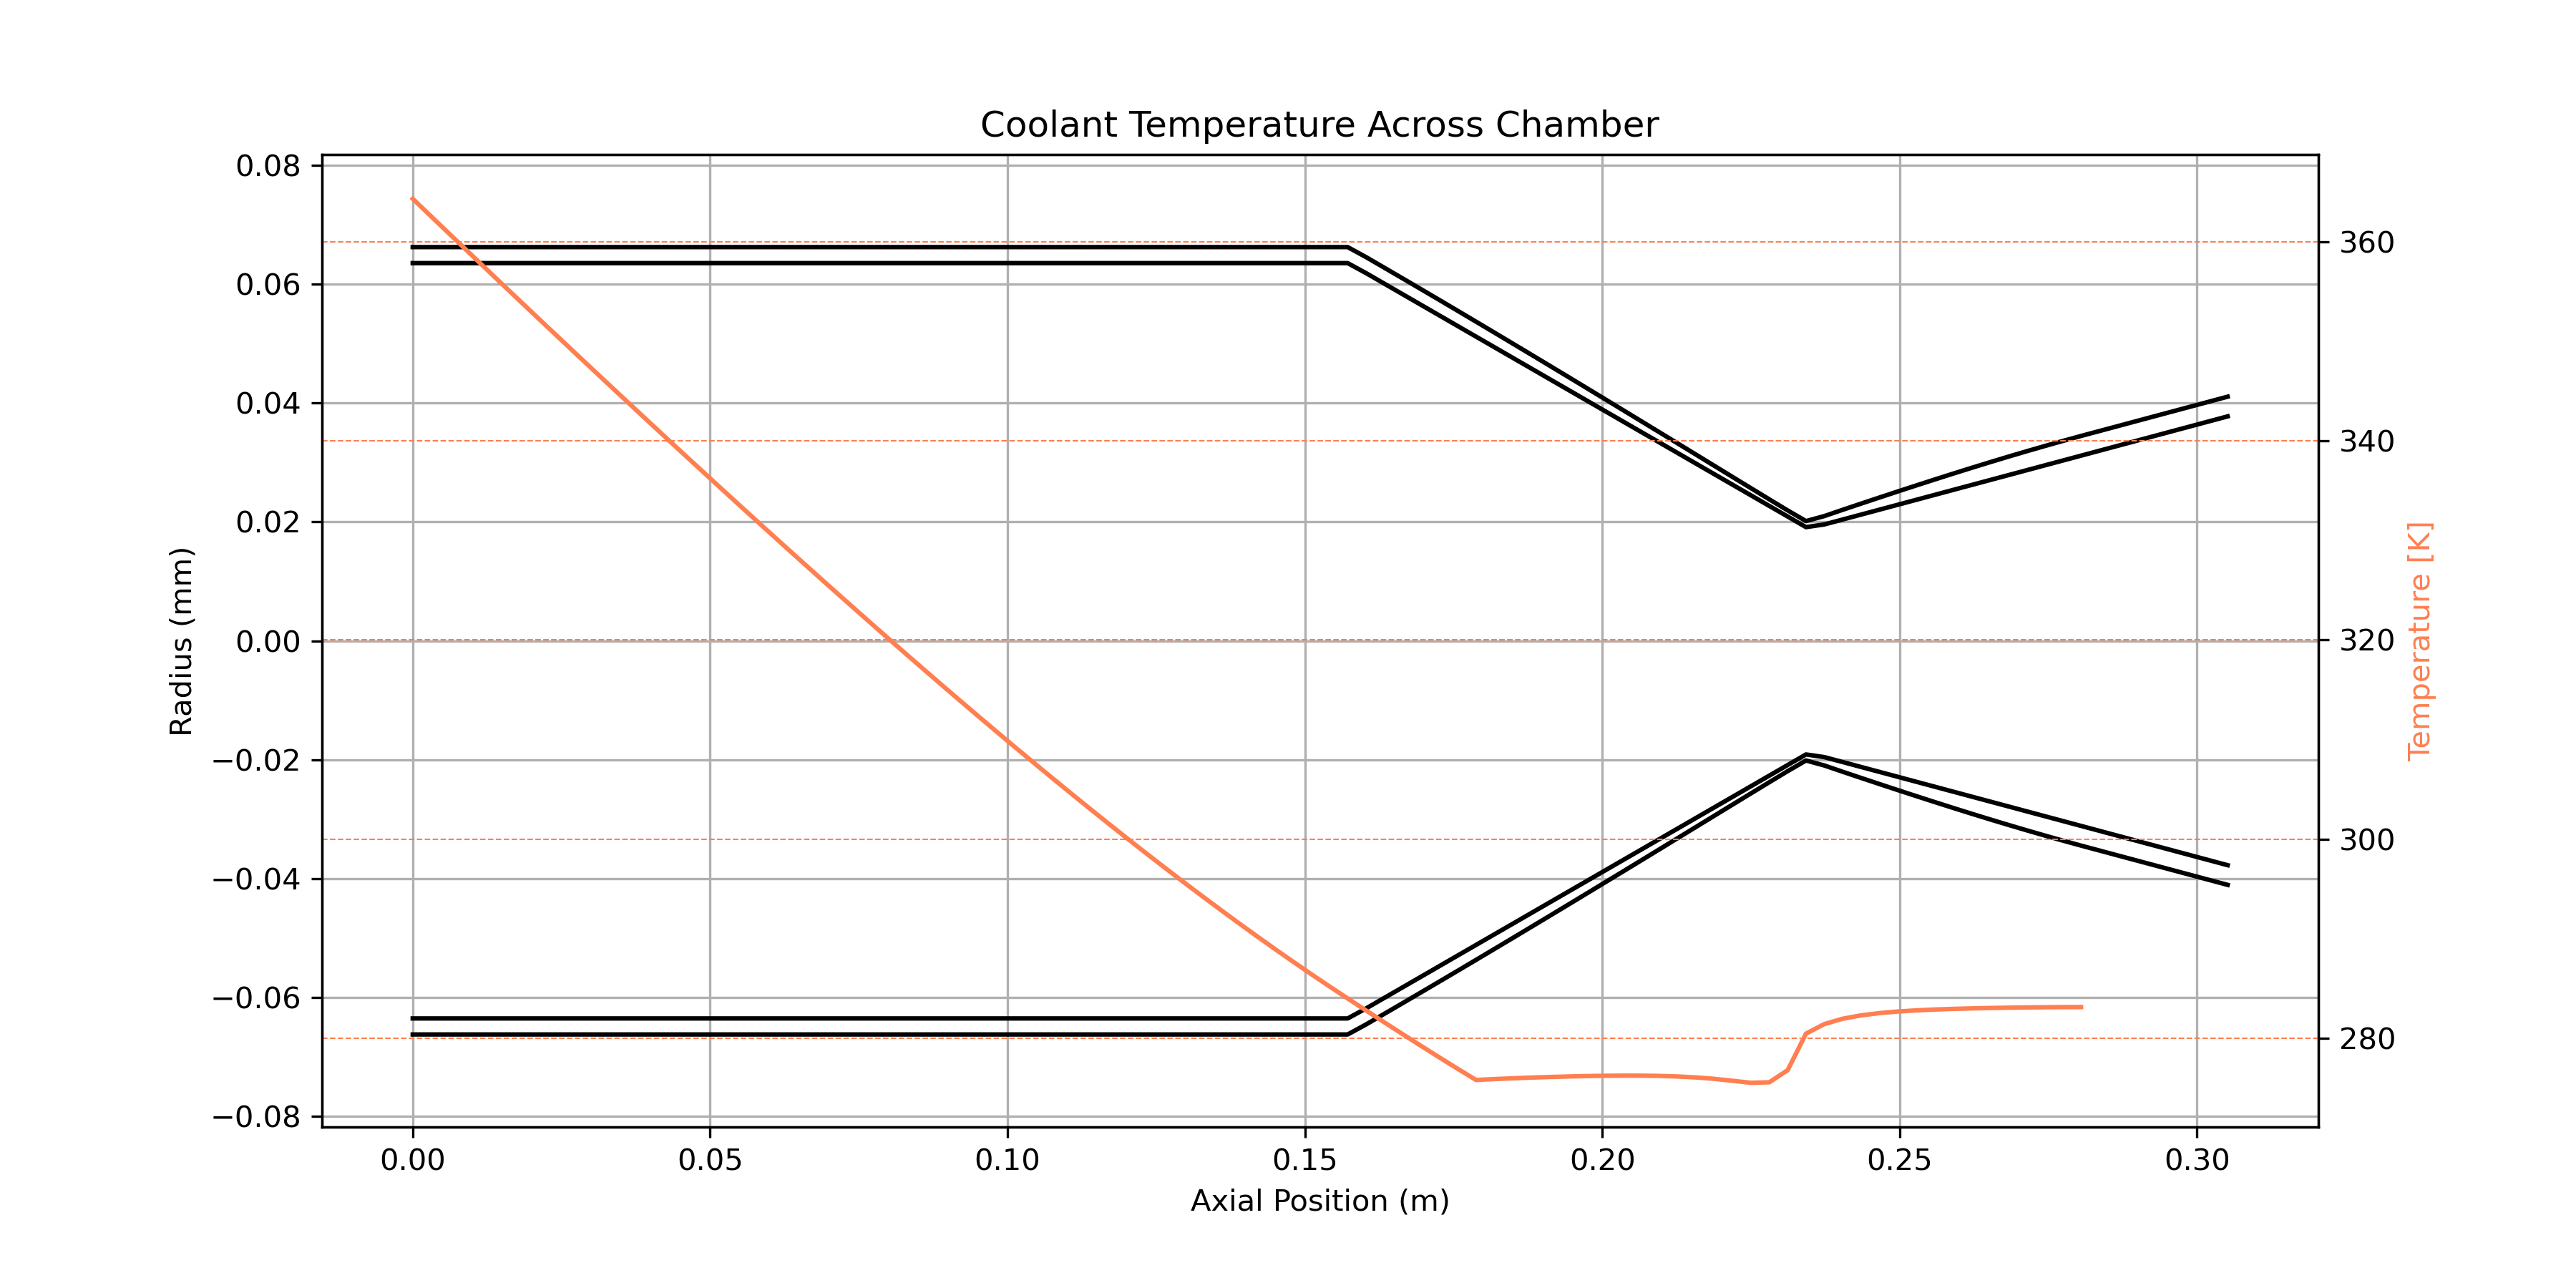 Coolant Temperature Across Chamber
0.08
0.06
0.04
0.02
0.00
−0.02
−0.04
−0.06
−0.08
Radius (mm)
360
340
320
300
280
Temperature [K]
0.00 0.05 0.10 0.15 0.20 0.25 0.30
Axial Position (m)